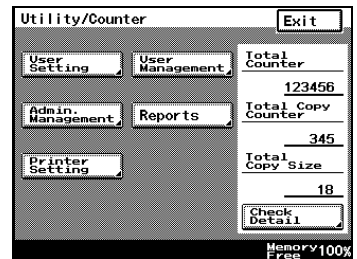 Utility/Counter
Exit
User
Setting
User
Management
Total
Counter
123456
Admin.
Management
Reports
Total Copy
Counter
345
Printer
Setting
Total
Copy Size
18
Check
Detail
Memory
Free
100%